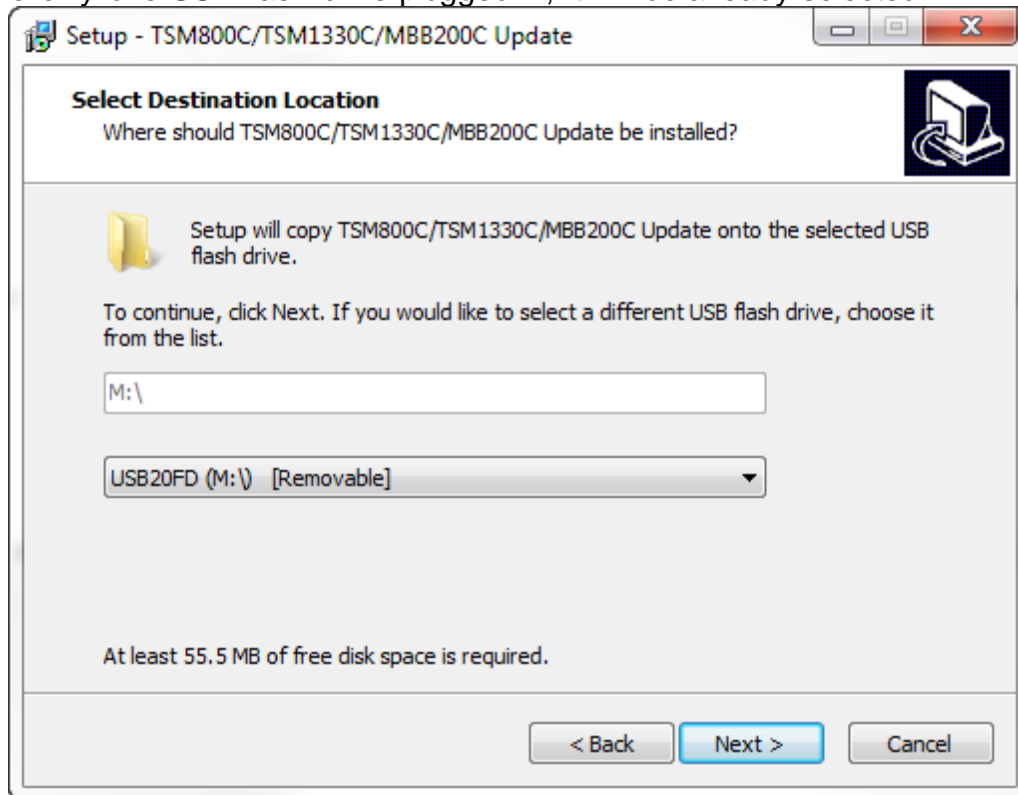 Setup - TSM800C/TSM1330C/MBB200C Update
Select Destination Location
Where should TSM800C/TSM1330C/MBB200C Update be installed?
Setup will copy TSM800C/TSM1330C/MBB200C Update onto the selected USB
flash drive.
To continue, click Next. If you would like to select a different USB flash drive, choose it
from the list.
M:\
USB20FD (M:\) [Removable]
At least 55.5 MB of free disk space is required.
< Back Next > Cancel